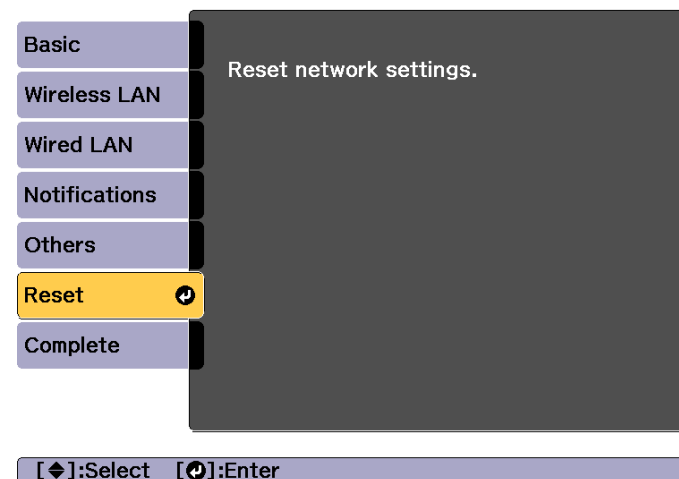 Basic
Reset network settings.
Wireless LAN
Wired LAN
Notifications
Others
Reset
Complete
[◆]:Select [↵]:Enter